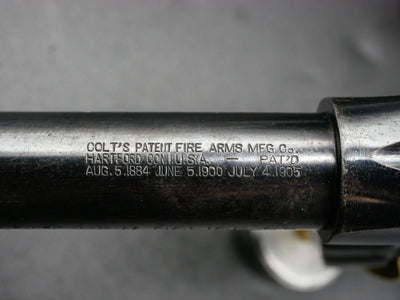 COLT'S PATENT FIRE ARMS MFG. Co.
HARTFORD CONN. U.S.A. — PAT'D
AUG. 5. 1884 JUNE 5. 1900 JULY 4. 1905